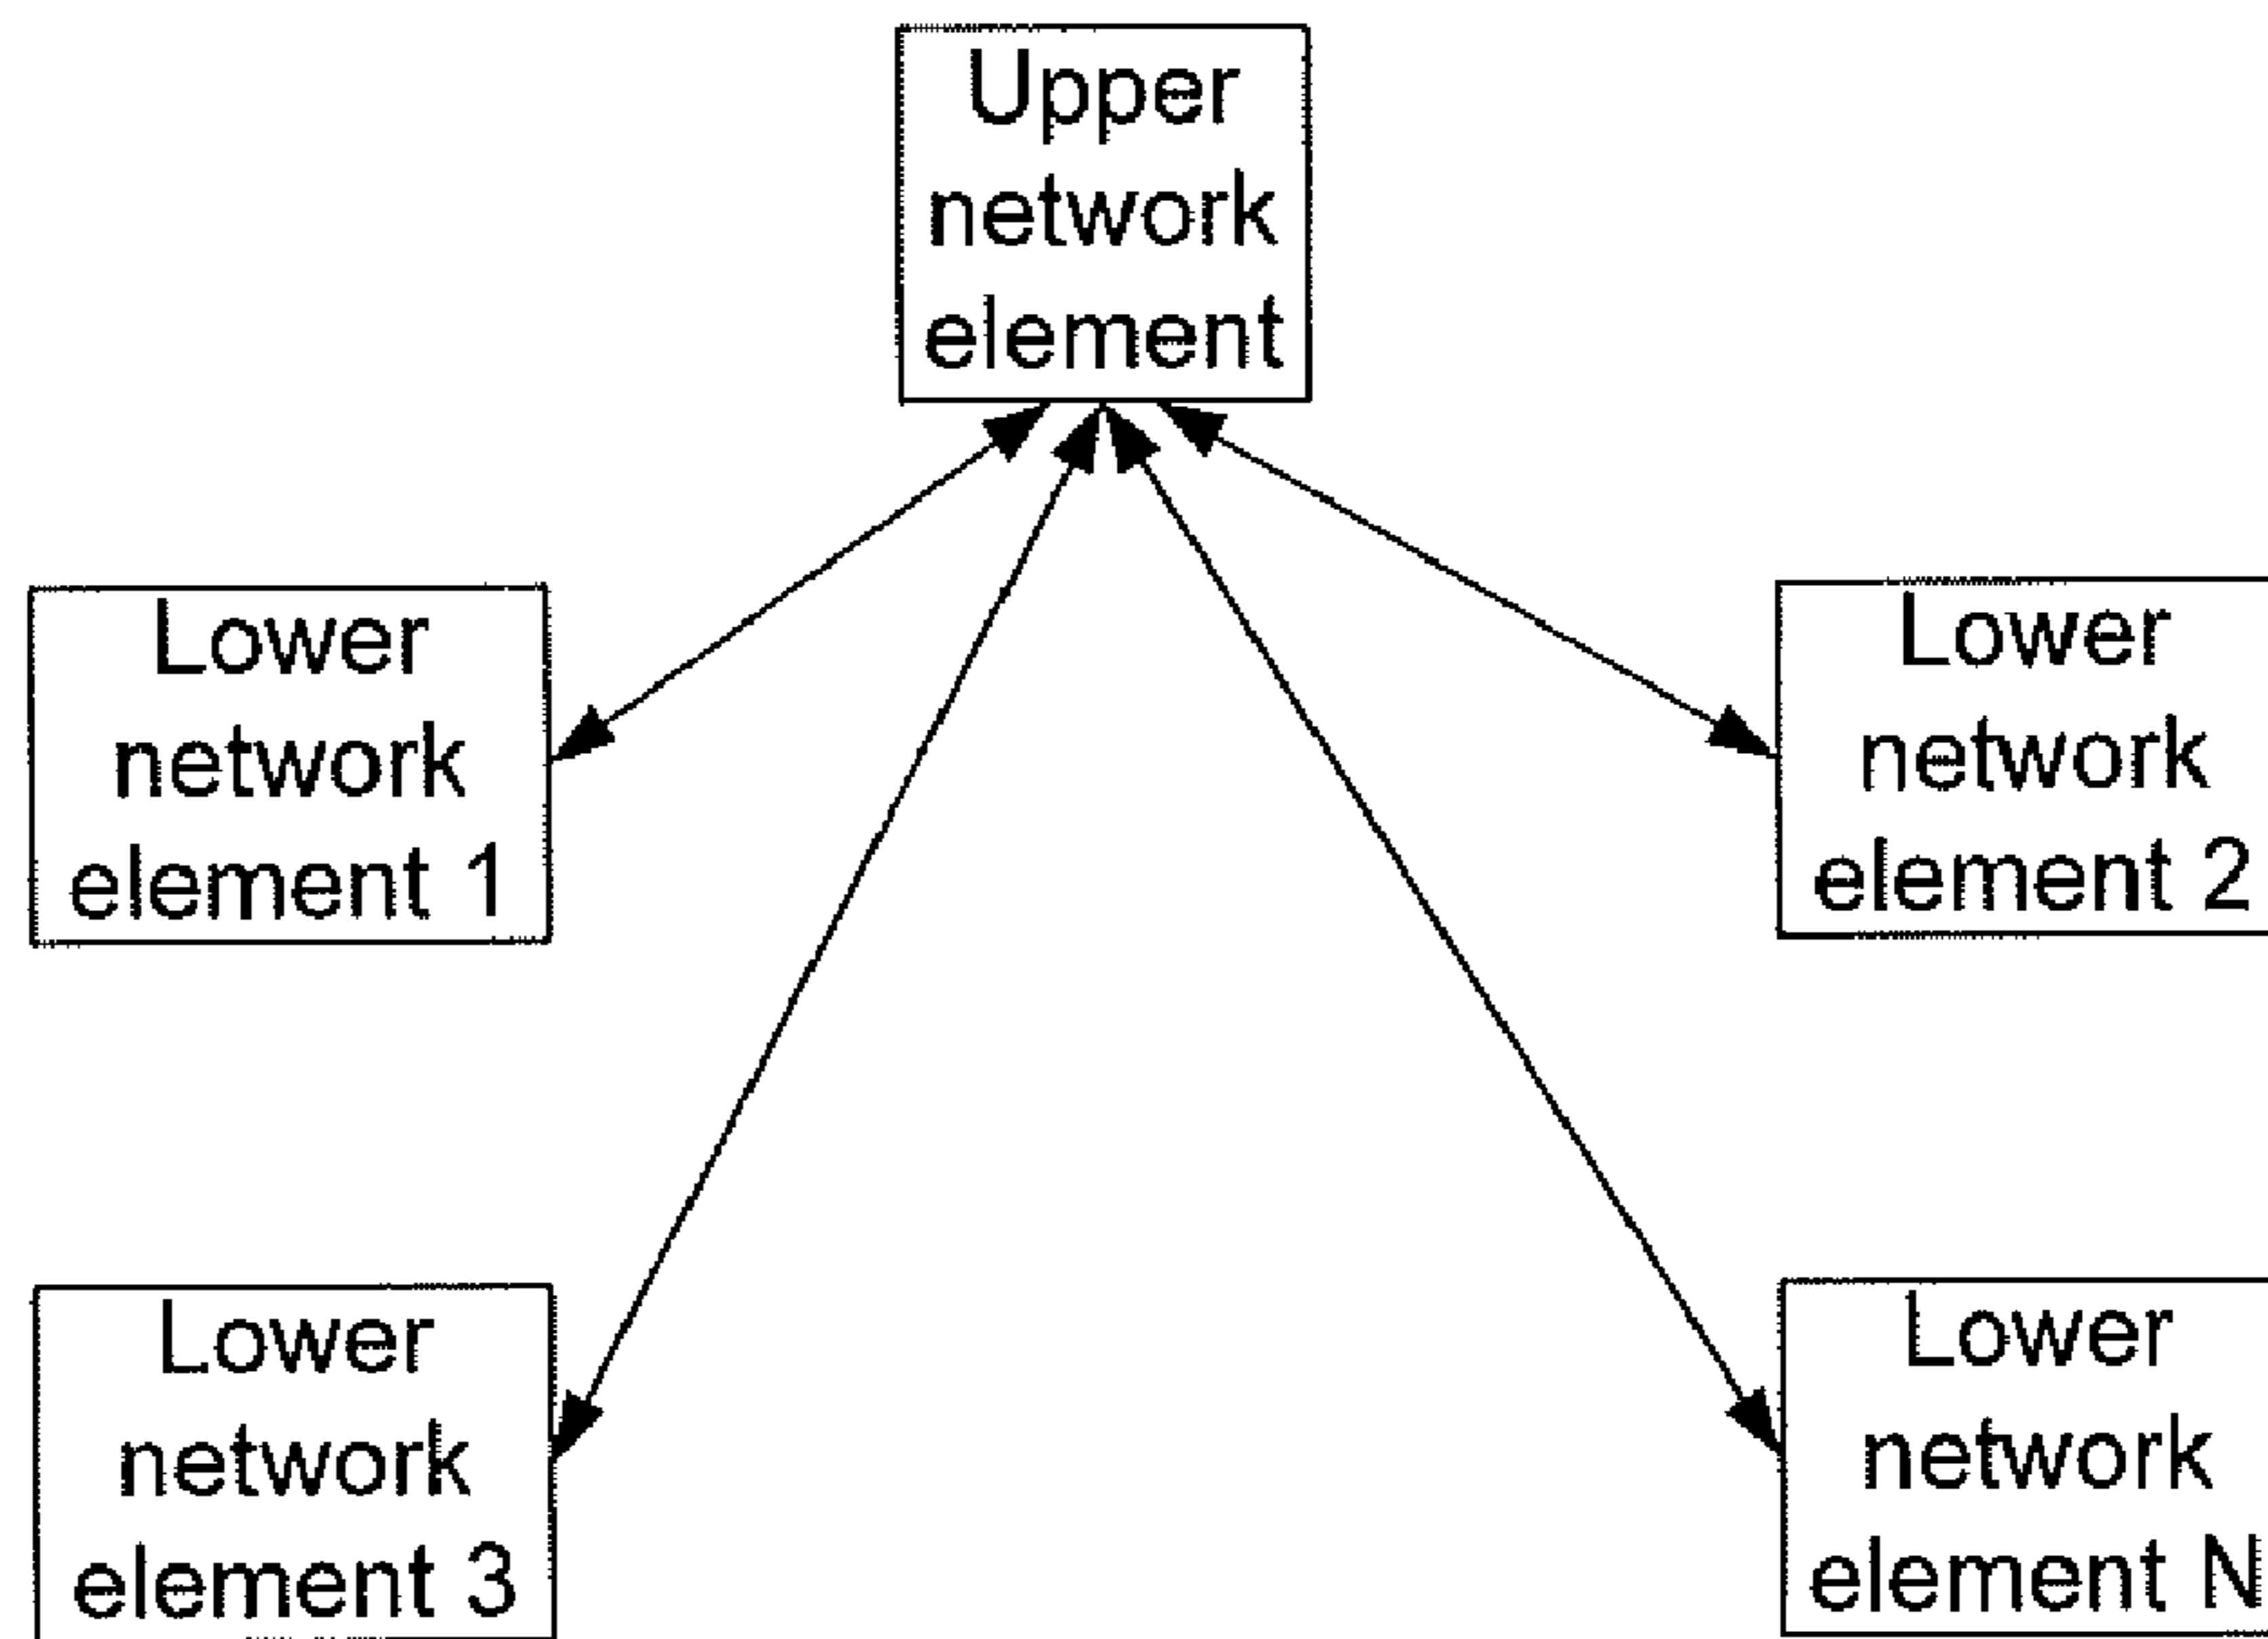 Upper
network
element
Lower
network
element 1
Lower
network
element 2
Lower
network
element 3
Lower
network
element N